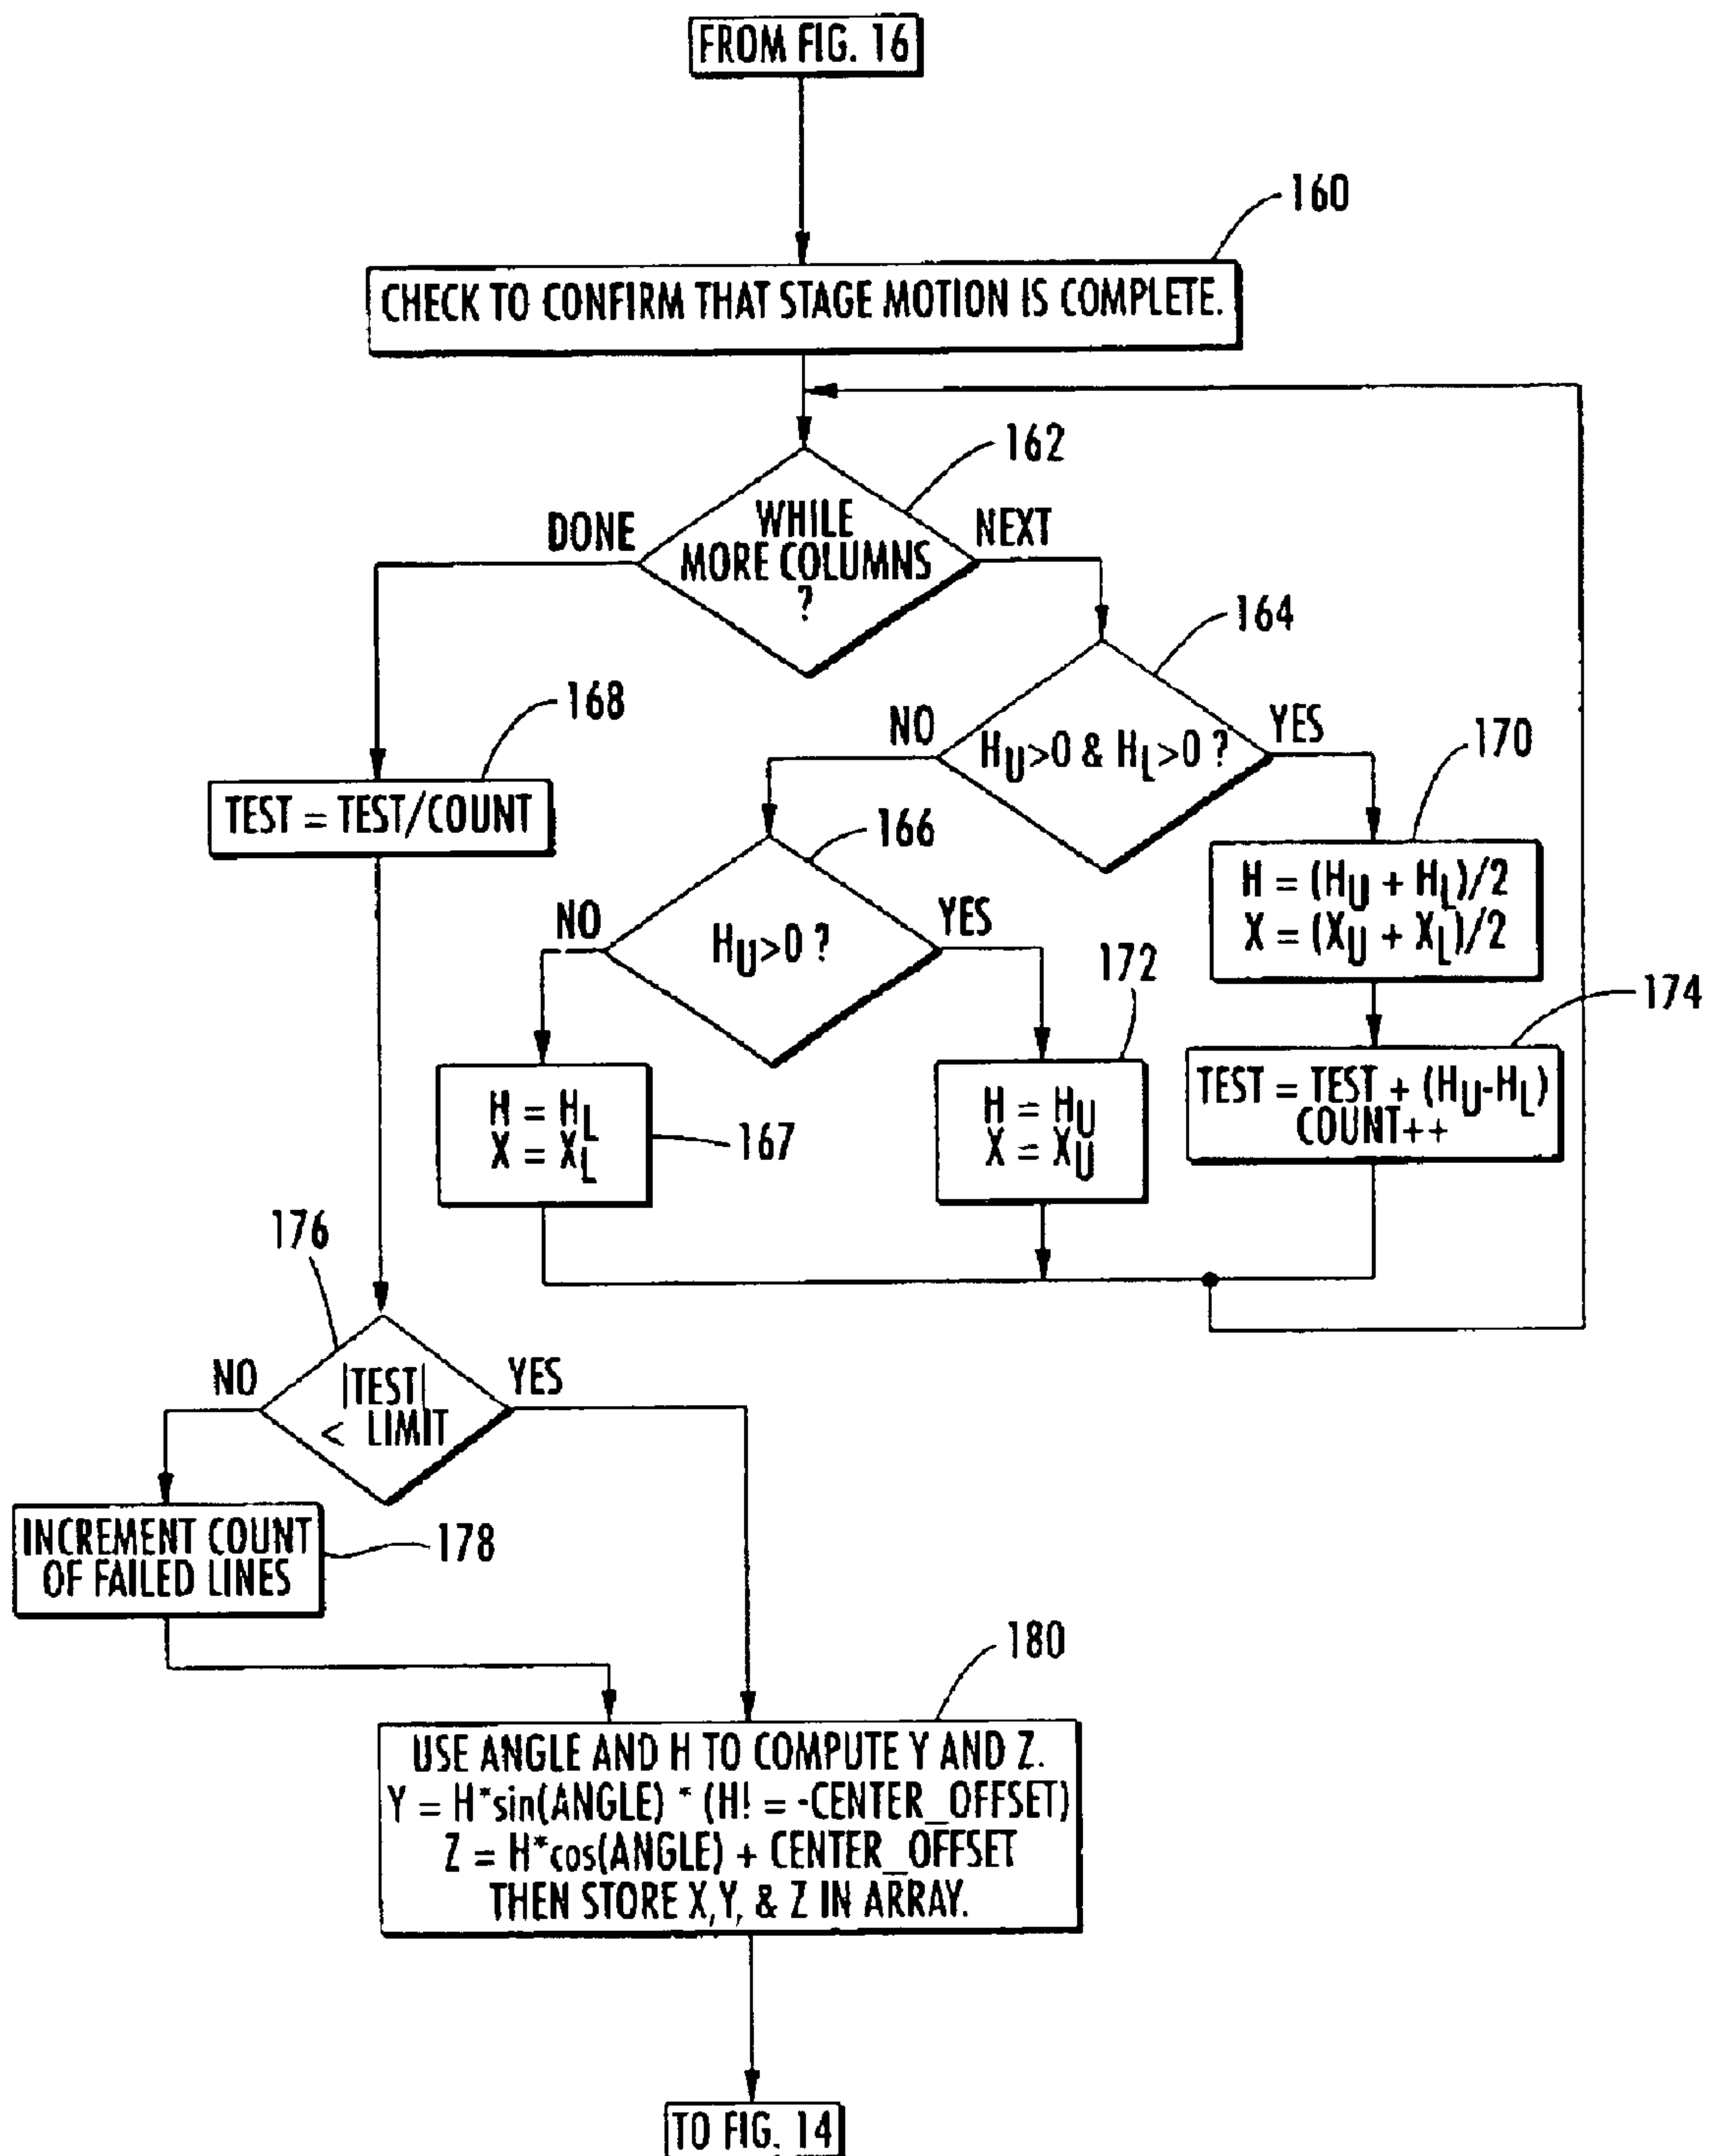 FROM FIG. 16
160
CHECK TO CONFIRM THAT STAGE MOTION IS COMPLETE.
162
DONE
WHILE
MORE COLUMNS
?
NEXT
164
168
NO
HU>0 & HL>0 ?
YES
170
TEST = TEST/COUNT
166
H = (HU + HL)/2
X = (XU + XL)/2
NO
HU>0 ?
YES
172
174
H = HL
X = XL
167
H = HU
X = XU
TEST = TEST + (HU-HL)
COUNT++
176
NO
|TEST|
< LIMIT
YES
INCREMENT COUNT
OF FAILED LINES
178
180
USE ANGLE AND H TO COMPUTE Y AND Z.
Y = H*sin(ANGLE) * (H! = -CENTER_OFFSET)
Z = H*cos(ANGLE) + CENTER_OFFSET
THEN STORE X,Y, & Z IN ARRAY.
TO FIG. 14